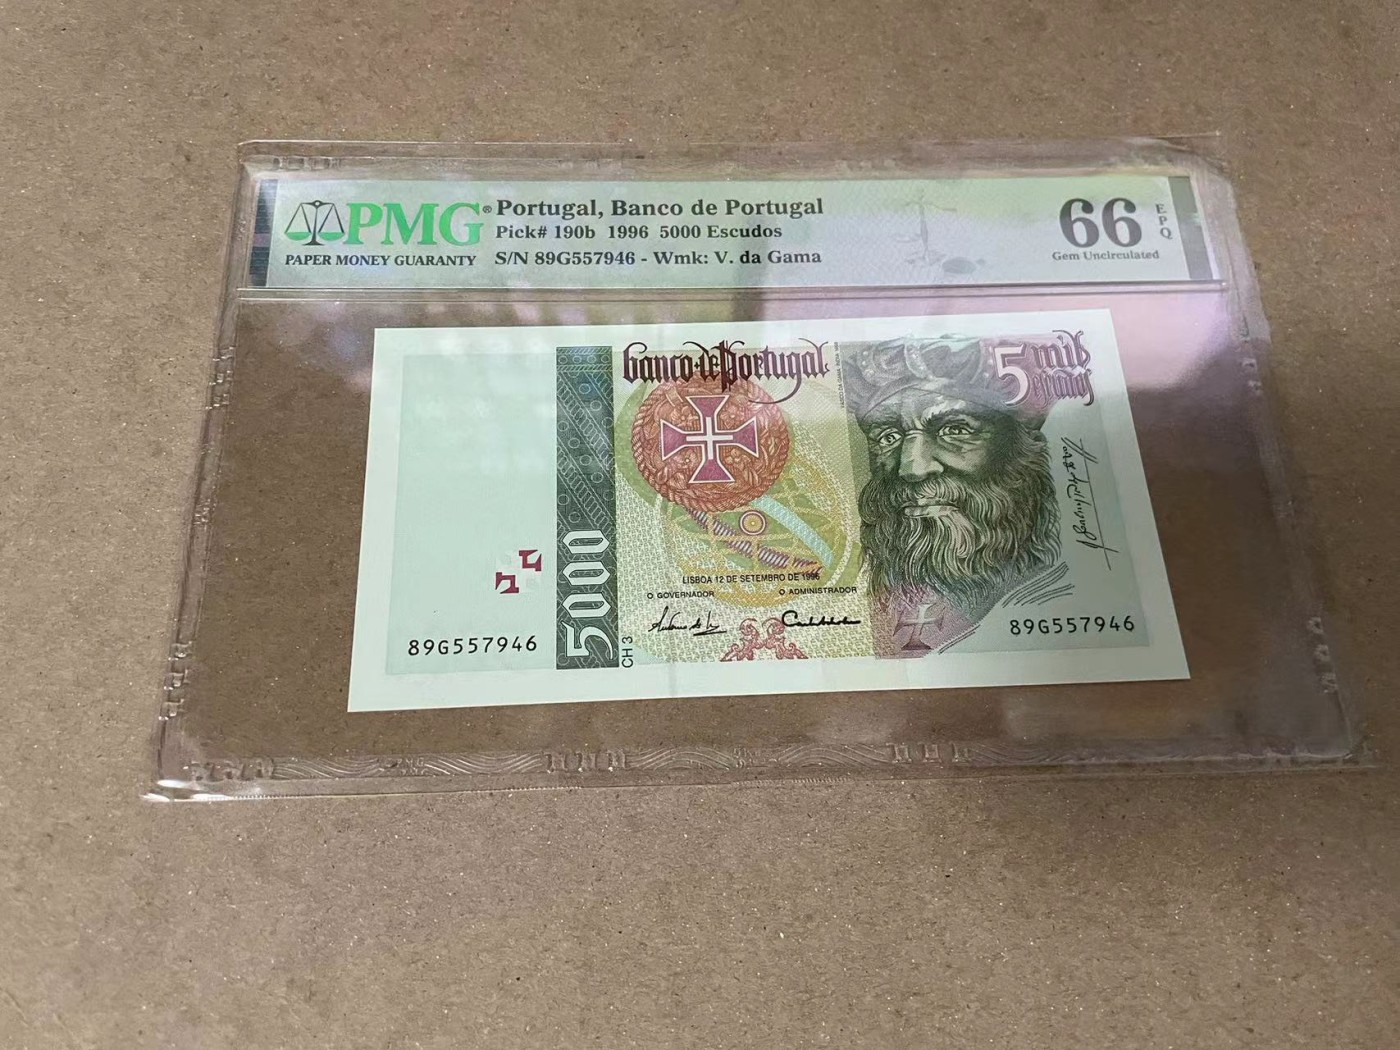 PMG®
PAPER MONEY GUARANTY
Portugal, Banco de Portugal
Pick# 190b 1996 5000 Escudos
S/N 89G557946 - Wmk: V. da Gama
66
EPQ
Gem Uncirculated
Banco de Portugal
5 mil
escudos
5000
CH 3
LISBOA 12 DE SETEMBRO DE 1996
O GOVERNADOR
O ADMINISTRADOR
89G557946
89G557946